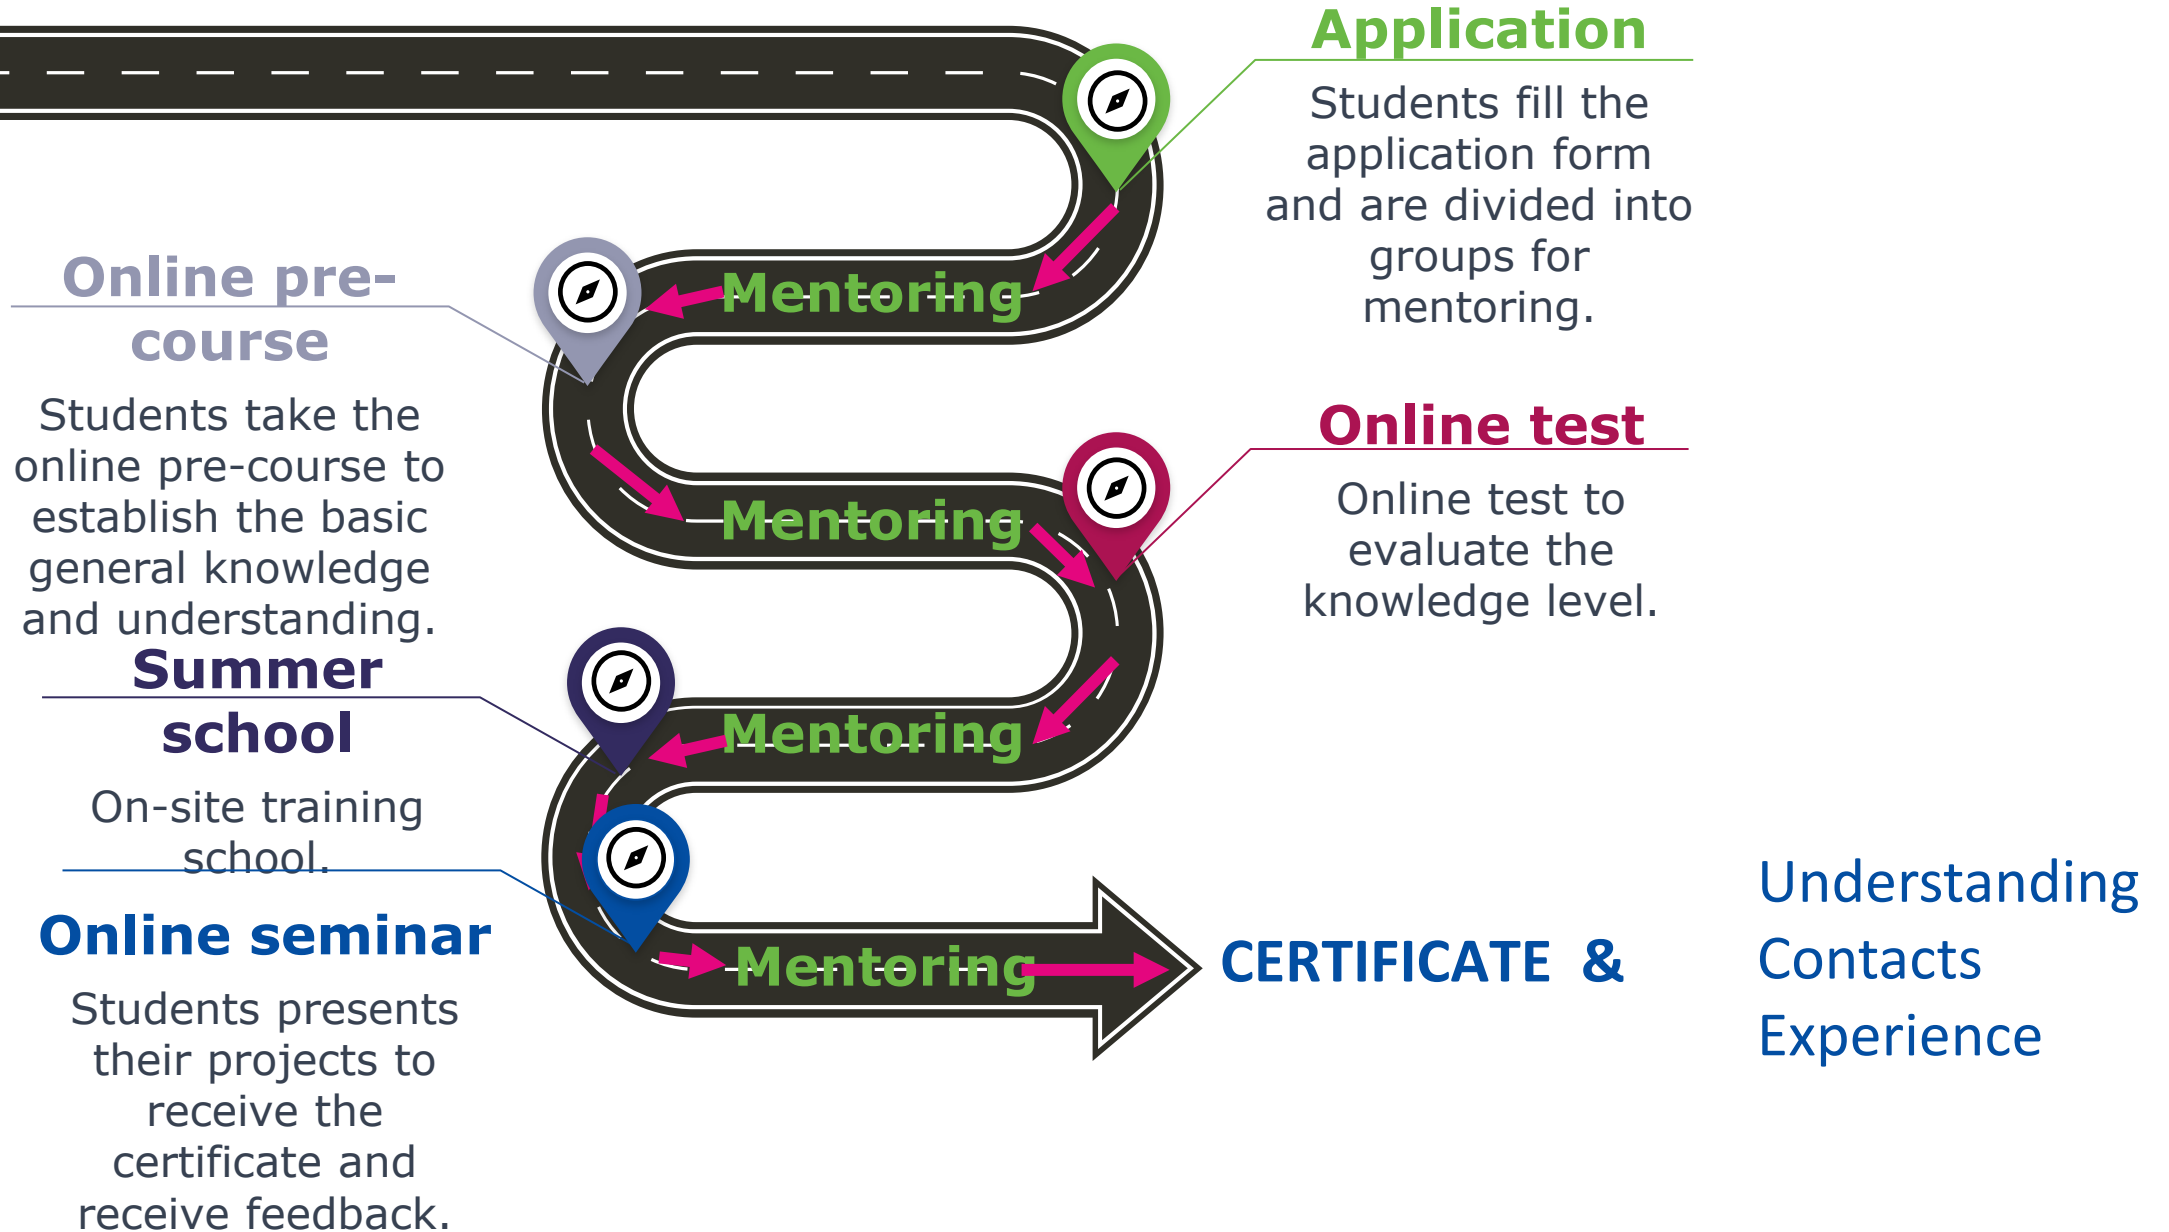 Application
Students fill the
application form
and are divided into
groups for
mentoring.
Mentoring
Online pre-
course
Students take the
online pre-course to
establish the basic
general knowledge
and understanding.
Mentoring
Online test
Online test to
evaluate the
knowledge level.
Mentoring
Summer
school
On-site training
school.
Online seminar
Students presents
their projects to
receive the
certificate and
receive feedback.
Mentoring
CERTIFICATE &
Understanding
Contacts
Experience